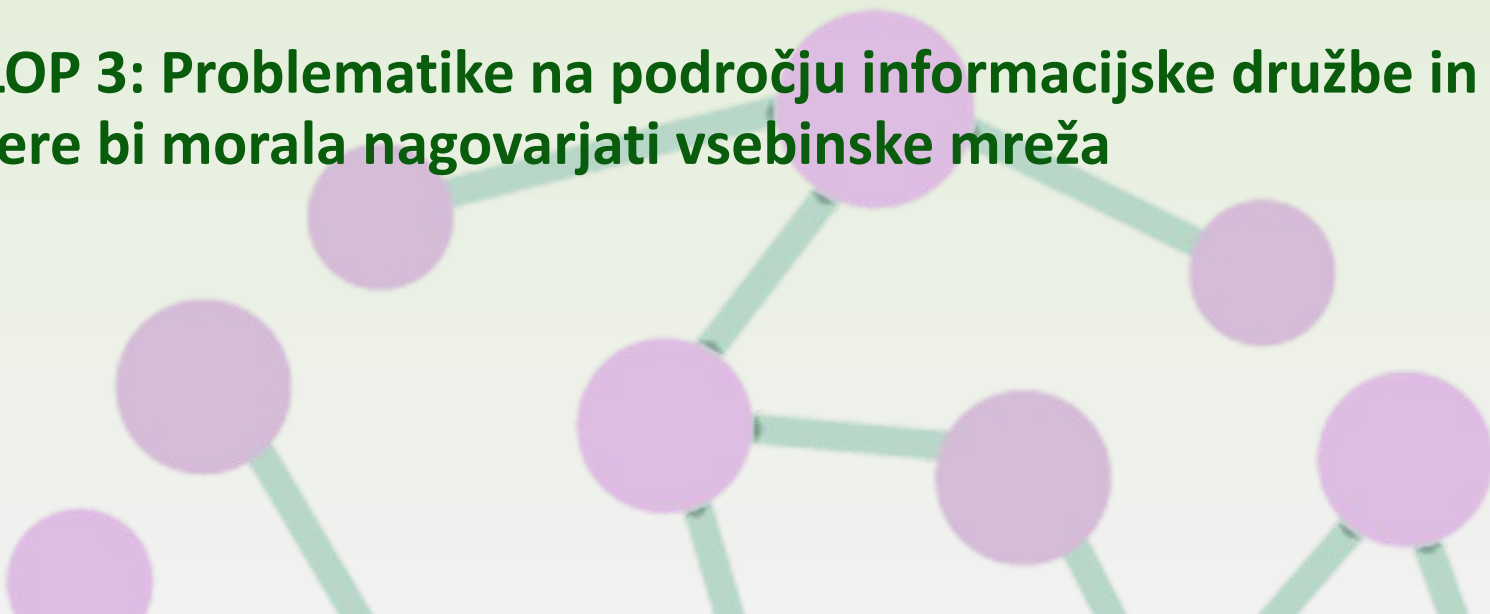 LOP 3: Problematike na področju informacijske družbe in
ere bi morala nagovarjati vsebinske mreža